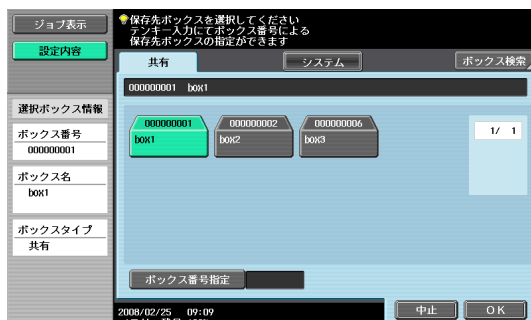 ジョブ表示
設定内容
保存先ボックスを選択してください
テンキー入力にてボックス番号による
保存先ボックスの指定ができます
共有
システム
ボックス検索
000000001 box1
選択ボックス情報
ボックス番号
000000001
ボックス名
box1
ボックスタイプ
共有
000000001
box1
000000002
box2
000000006
box3
1/ 1
ボックス番号指定
2008/02/25 09:09
中止
OK